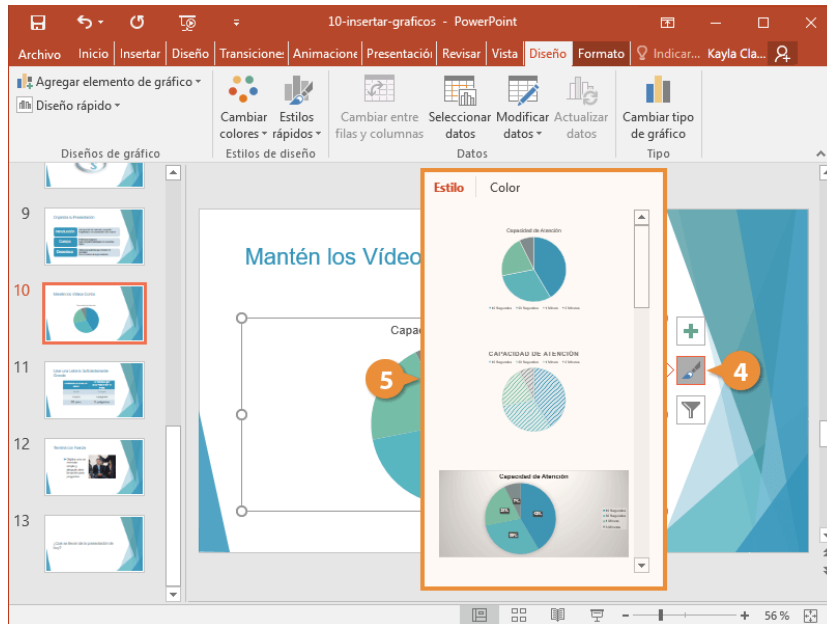 10-insertar-graficos - PowerPoint
Archivo Inicio Insertar Diseño Transicione Animacione Presentació Revisar Vista Diseño Formato Indicar... Kayla Cla...
Agregar elemento de gráfico
Diseño rápido
Diseños de gráfico
Cambiar colores
Estilos rápidos
Estilos de diseño
Cambiar entre filas y columnas
Seleccionar datos
Modificar datos
Actualizar datos
Datos
Cambiar tipo de gráfico
Tipo
9
10
11
12
13
Mantén los Vídeo
Capa
Estilo Color
Capacidad de Atención
CAPACIDAD DE ATENCIÓN
Capacidad de Atención
5
4
56 %